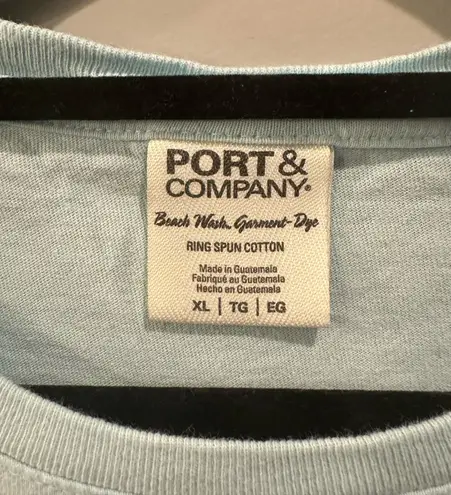 PORT &
COMPANY®
Beach Wash™ Garment-Dye
RING SPUN COTTON
Made in Guatemala
Fabriqué au Guatemala
Hecho en Guatemala
XL | TG | EG